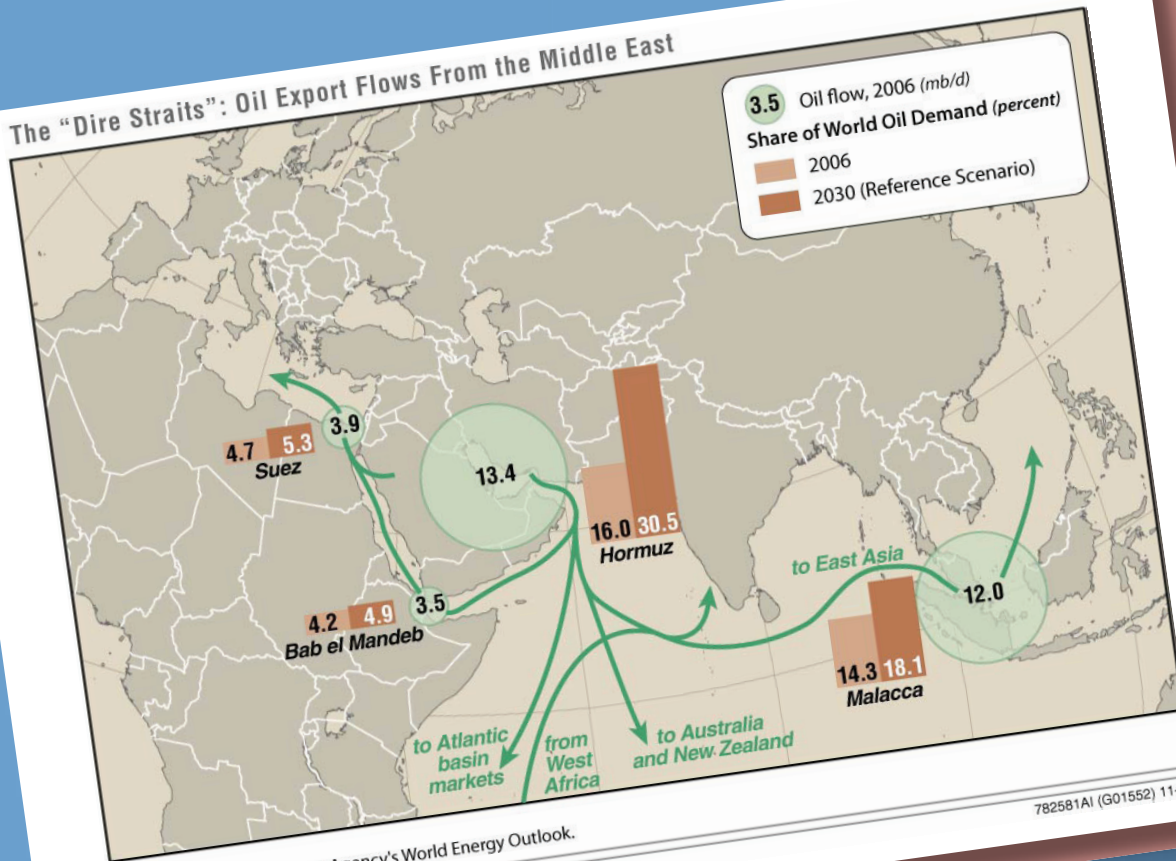 The “Dire Straits”: Oil Export Flows From the Middle East
3.5 Oil flow, 2006 (mb/d)
Share of World Oil Demand (percent)
2006
2030 (Reference Scenario)
3.9
4.7 5.3
Suez
13.4
16.0 30.5
Hormuz
3.5
4.2 4.9
Bab el Mandeb
to East Asia
12.0
14.3 18.1
Malacca
to Atlantic
basin
markets
from
West
Africa
to Australia
and New Zealand
World Energy Outlook.
782581AI (G01552) 11-